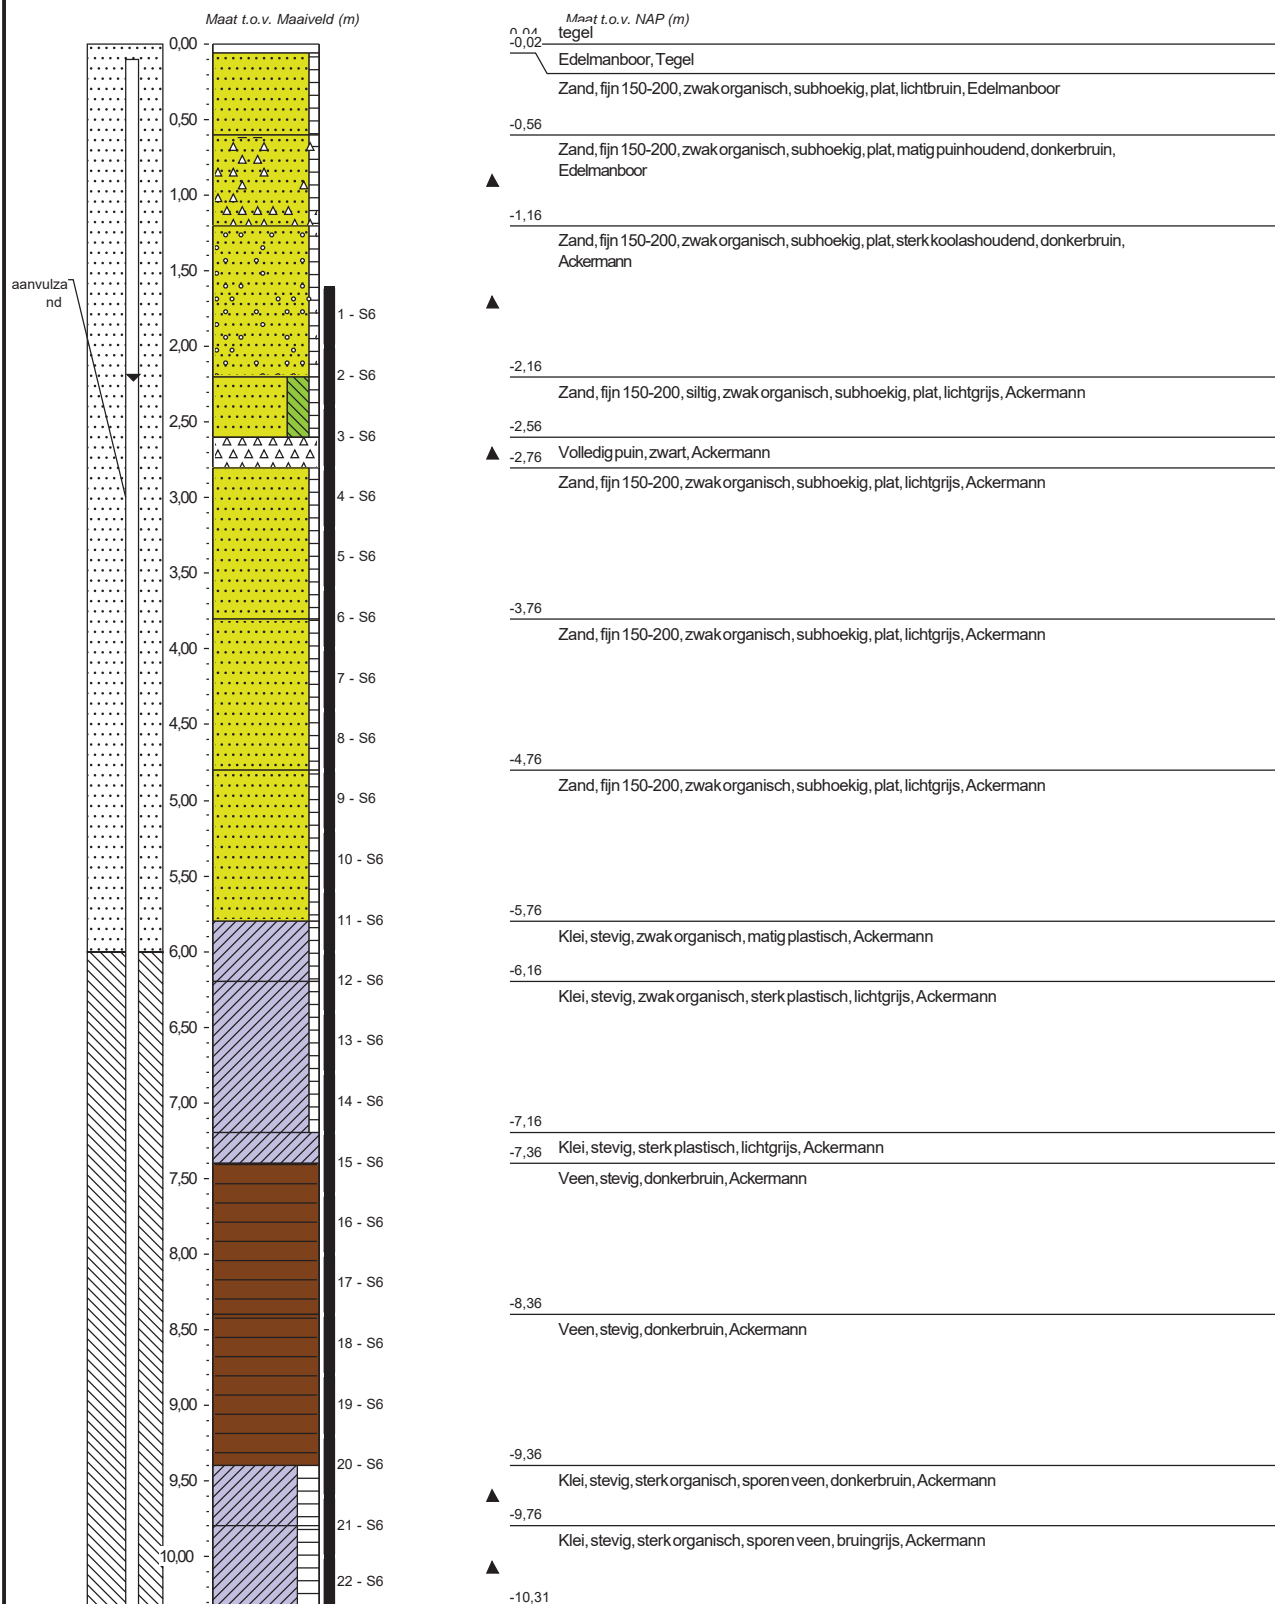 Maat t.o.v. Maaiveld (m)
Maat t.o.v. NAP (m)
0,04
tegel
0,00
-0,02
Edelmanboor, Tegel
Zand, fijn 150-200, zwak organisch, subhoekig, plat, lichtbruin, Edelmanboor
0,50
-0,56
Zand, fijn 150-200, zwak organisch, subhoekig, plat, matig puinhoudend, donkerbruin,
Edelmanboor
1,00
-1,16
Zand, fijn 150-200, zwak organisch, subhoekig, plat, sterk koolashoudend, donkerbruin,
Ackermann
1,50
aanvulza
nd
1 - S6
2,00
-2,16
2 - S6
Zand, fijn 150-200, siltig, zwak organisch, subhoekig, plat, lichtgrijs, Ackermann
2,50
-2,56
3 - S6
Volledig puin, zwart, Ackermann
-2,76
Zand, fijn 150-200, zwak organisch, subhoekig, plat, lichtgrijs, Ackermann
3,00
4 - S6
5 - S6
3,50
-3,76
6 - S6
Zand, fijn 150-200, zwak organisch, subhoekig, plat, lichtgrijs, Ackermann
4,00
7 - S6
4,50
8 - S6
-4,76
Zand, fijn 150-200, zwak organisch, subhoekig, plat, lichtgrijs, Ackermann
5,00
9 - S6
10 - S6
5,50
-5,76
11 - S6
Klei, stevig, zwak organisch, matig plastisch, Ackermann
6,00
-6,16
12 - S6
Klei, stevig, zwak organisch, sterk plastisch, lichtgrijs, Ackermann
6,50
13 - S6
7,00
14 - S6
-7,16
Klei, stevig, sterk plastisch, lichtgrijs, Ackermann
-7,36
15 - S6
Veen, stevig, donkerbruin, Ackermann
7,50
16 - S6
8,00
17 - S6
-8,36
8,50
Veen, stevig, donkerbruin, Ackermann
18 - S6
9,00
19 - S6
-9,36
20 - S6
9,50
Klei, stevig, sterk organisch, sporen veen, donkerbruin, Ackermann
-9,76
21 - S6
Klei, stevig, sterk organisch, sporen veen, bruingrijs, Ackermann
10,00
22 - S6
-10,31